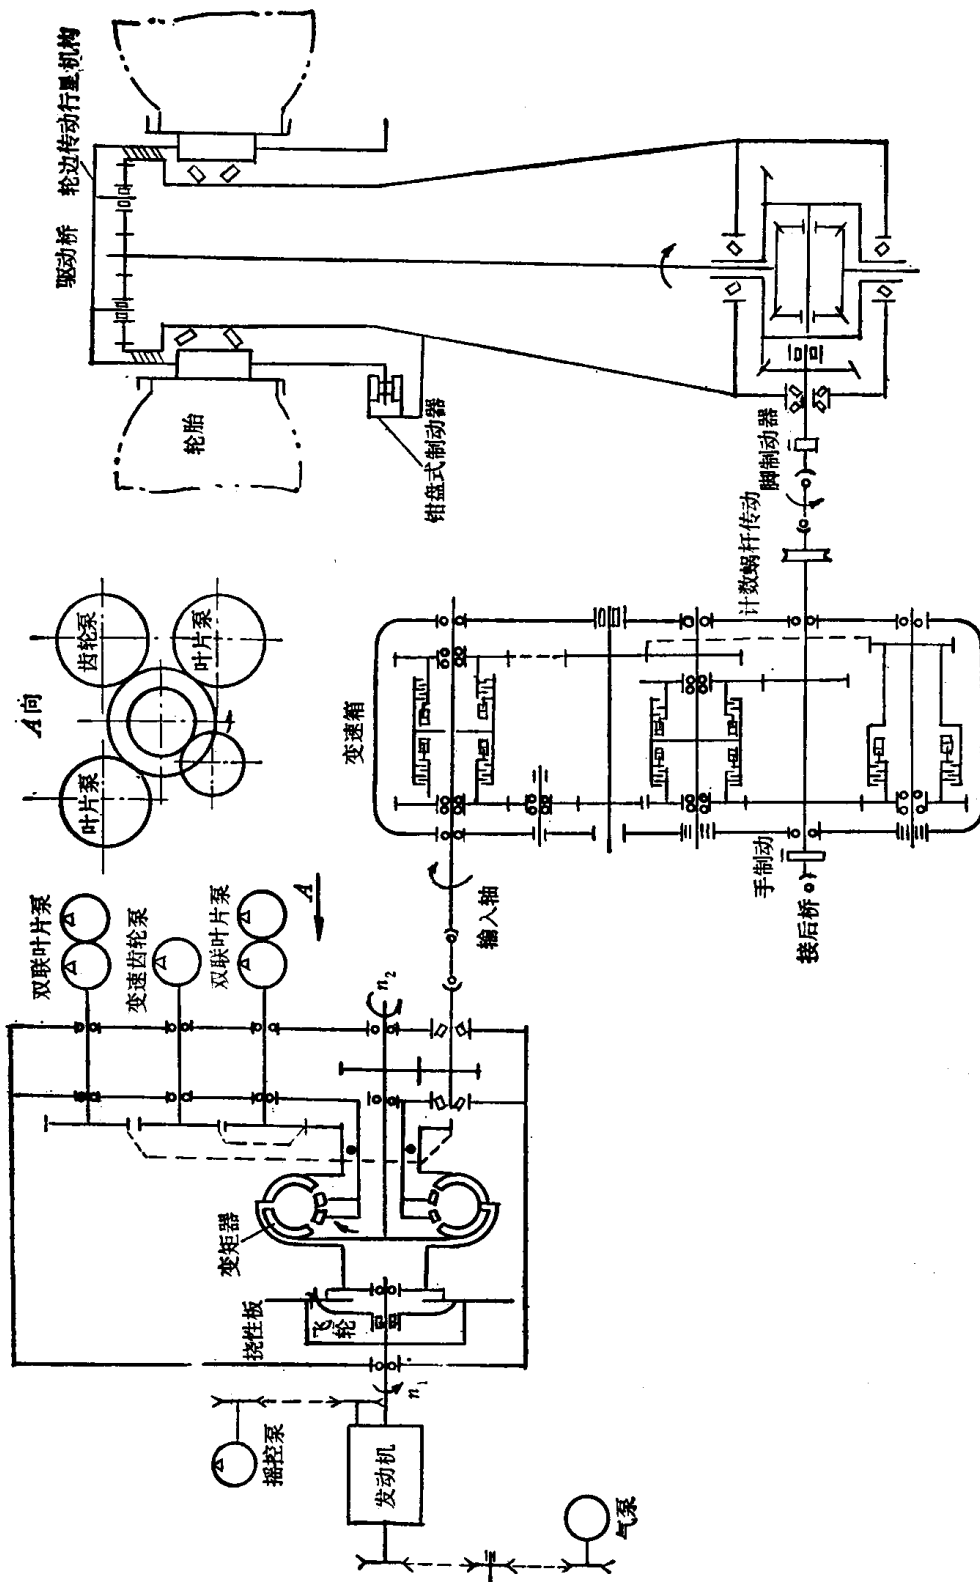 驱动桥
轮边传动行星机构
轮胎
钳盘式制动器
脚制动器
计数蜗杆传动
A向
齿轮泵
叶片泵
叶片泵
变速箱
手制动
接后桥
双联叶片泵
变速齿轮泵
双联叶片泵
A
输入轴
n₂
变矩器
挠性板
飞轮
n₁
摇控泵
发动机
气泵